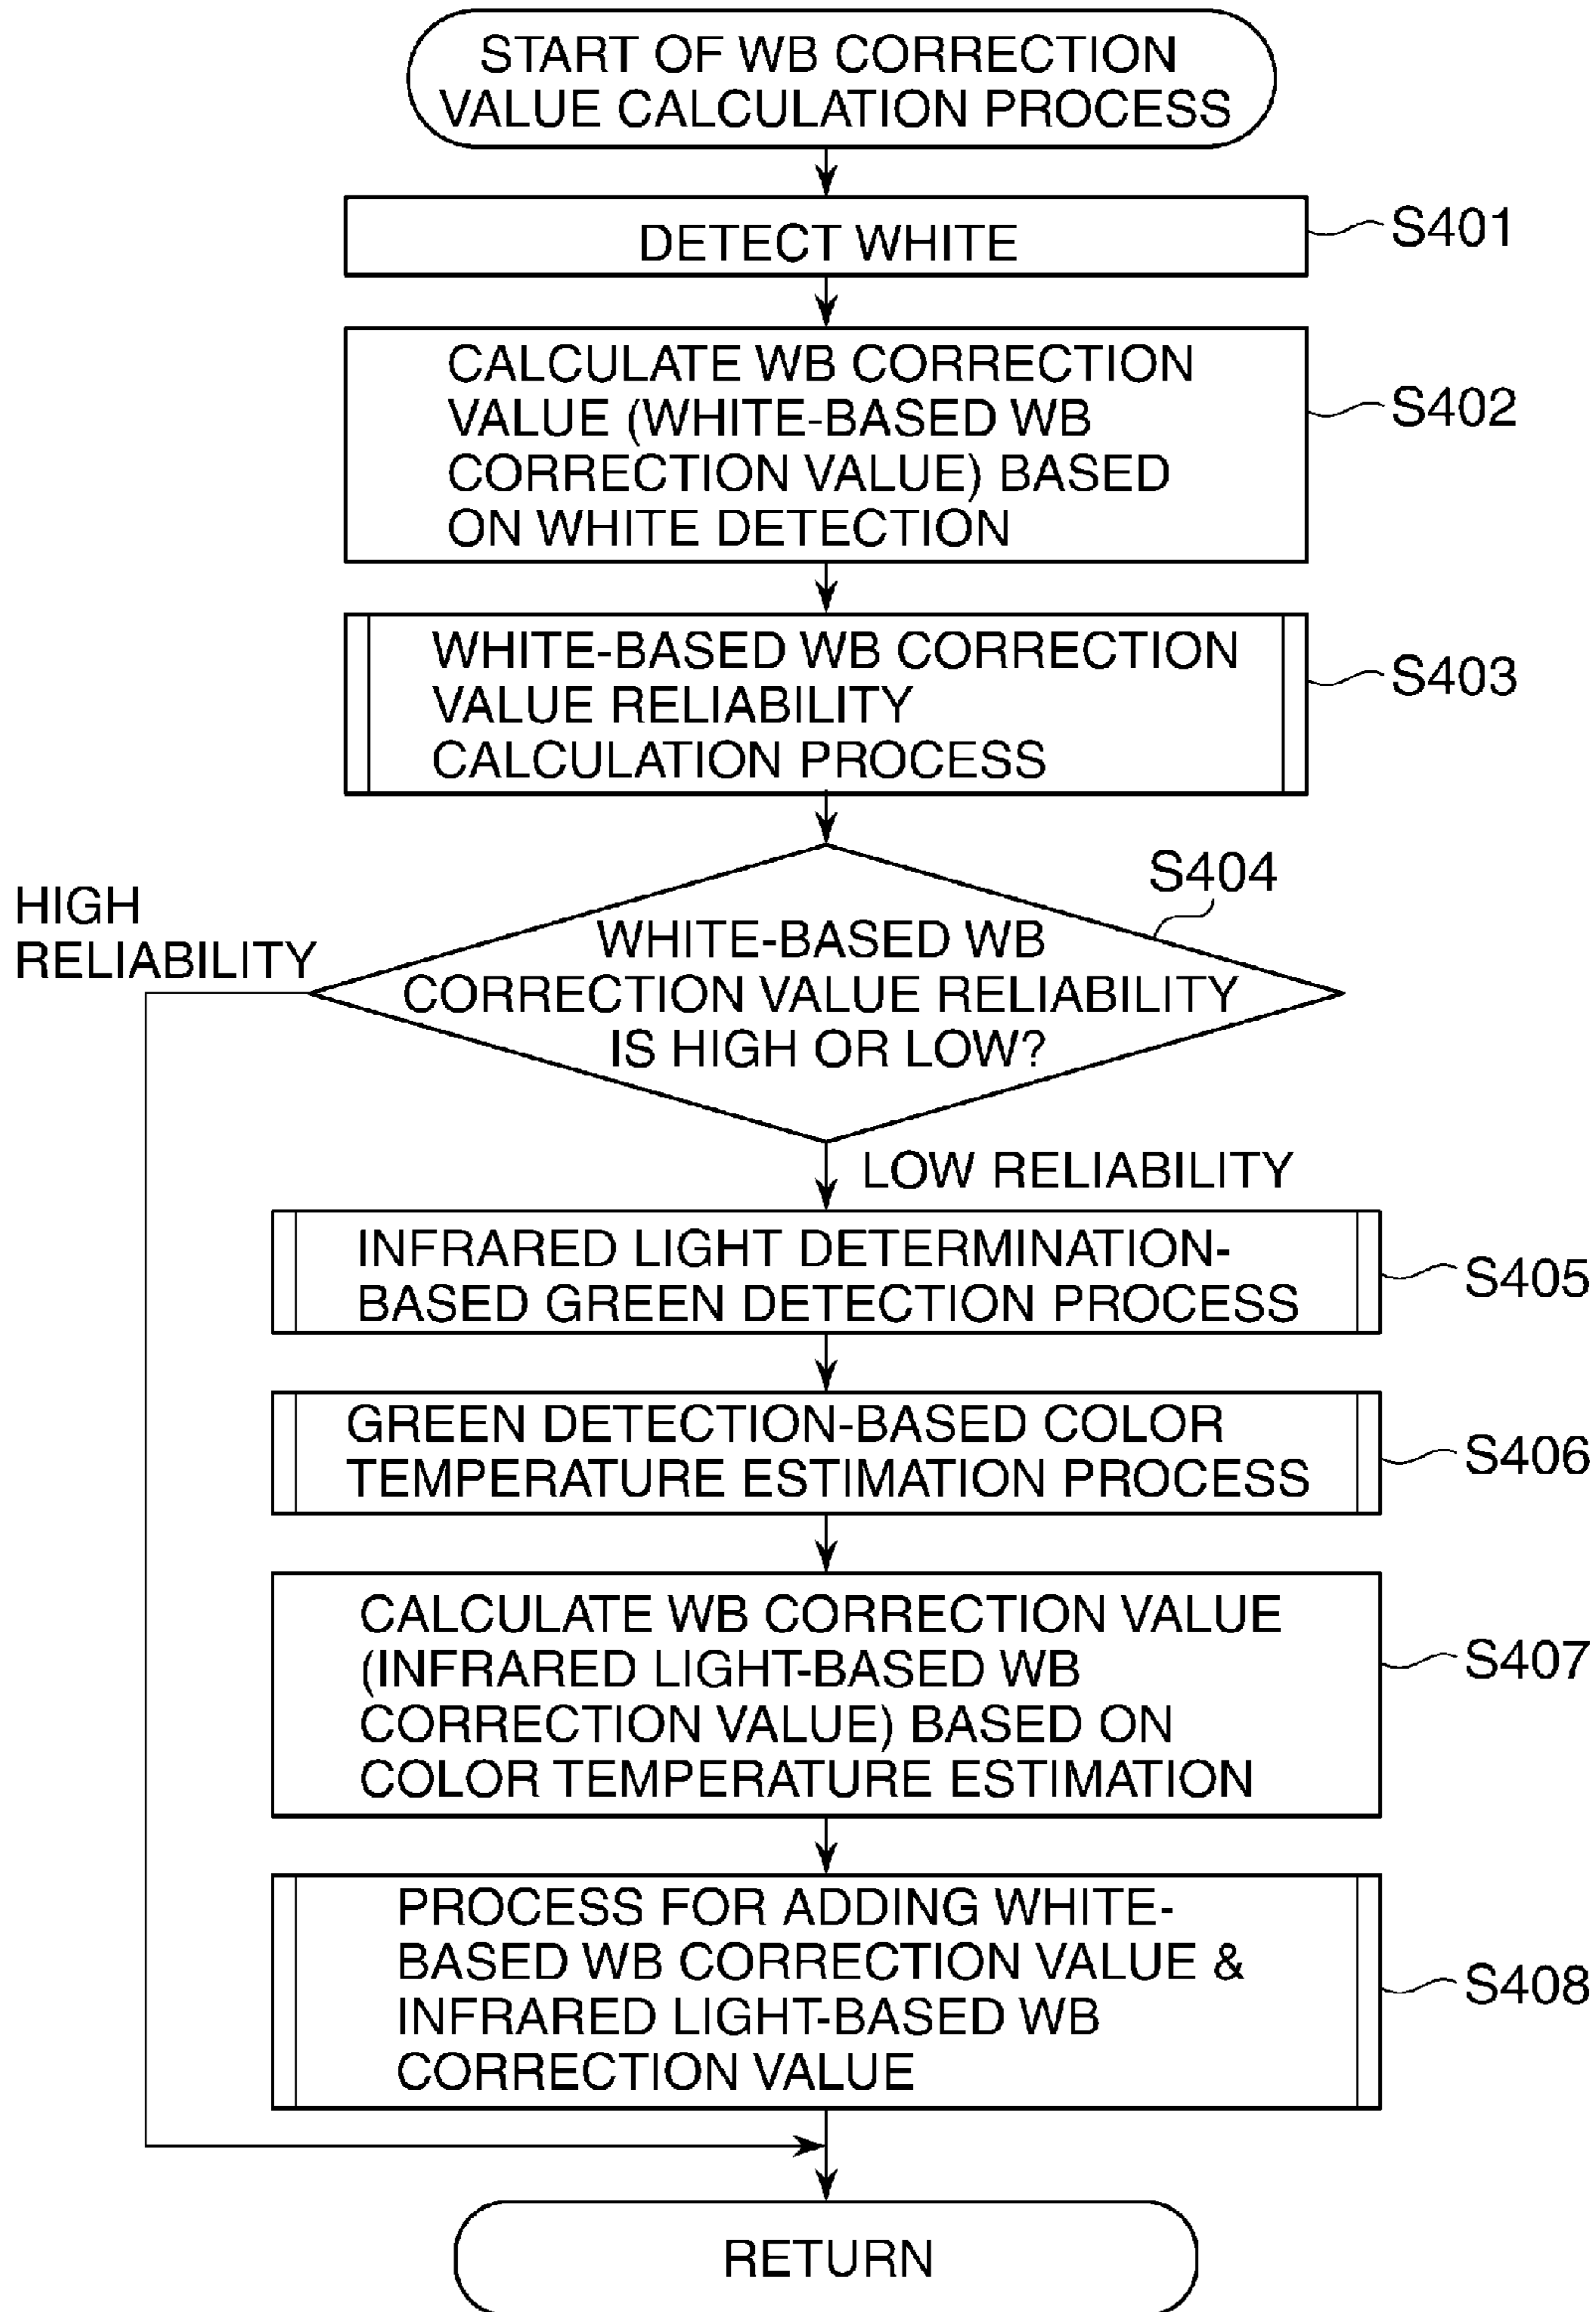 START OF WB CORRECTION
VALUE CALCULATION PROCESS
DETECT WHITE
S401
CALCULATE WB CORRECTION
VALUE (WHITE-BASED WB
CORRECTION VALUE) BASED
ON WHITE DETECTION
S402
WHITE-BASED WB CORRECTION
VALUE RELIABILITY
CALCULATION PROCESS
S403
S404
HIGH
RELIABILITY
WHITE-BASED WB
CORRECTION VALUE RELIABILITY
IS HIGH OR LOW?
LOW RELIABILITY
INFRARED LIGHT DETERMINATION-
BASED GREEN DETECTION PROCESS
S405
GREEN DETECTION-BASED COLOR
TEMPERATURE ESTIMATION PROCESS
S406
CALCULATE WB CORRECTION VALUE
(INFRARED LIGHT-BASED WB
CORRECTION VALUE) BASED ON
COLOR TEMPERATURE ESTIMATION
S407
PROCESS FOR ADDING WHITE-
BASED WB CORRECTION VALUE &
INFRARED LIGHT-BASED WB
CORRECTION VALUE
S408
RETURN